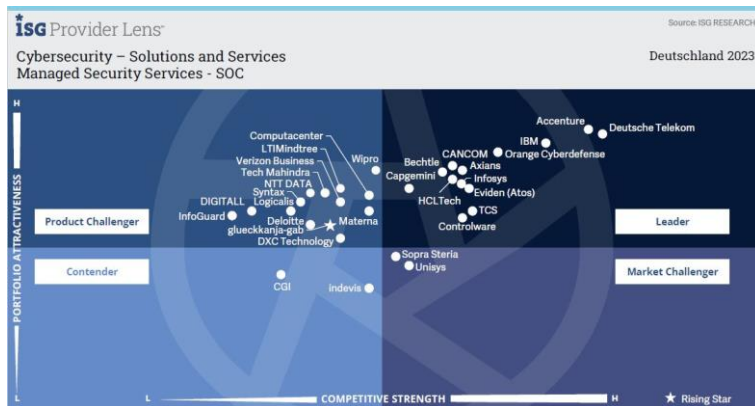 ISG Provider Lens™
Source: ISG RESEARCH
Cybersecurity – Solutions and Services
Managed Security Services - SOC
Deutschland 2023
H
PORTFOLIO ATTRACTIVENESS
L
Product Challenger
Leader
Contender
Market Challenger
Computacenter
LTIMindtree
Verizon Business
Tech Mahindra
NTT DATA
Syntax
DIGITALL
Logicalis
InfoGuard
Deloitte
glueckkanja-gab
DXC Technology
Wipro
Materna
Accenture
Deutsche Telekom
IBM
Orange Cyberdefense
CANCOM
Axians
Bechtle
Capgemini
Infosys
HCLTech
Eviden (Atos)
TCS
Controlware
Sopra Steria
Unisys
CGI
indevis
L
COMPETITIVE STRENGTH
H
★ Rising Star